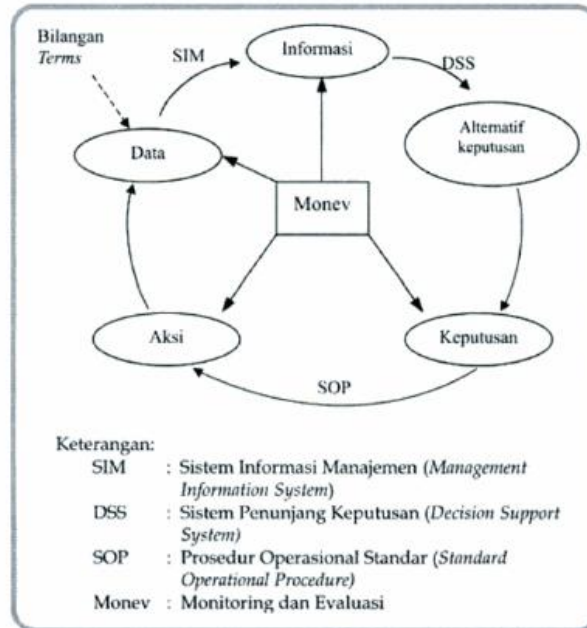 Bilangan
Terms
SIM
Informasi
DSS
Data
Alternatif
keputusan
Monev
Aksi
Keputusan
SOP
Keterangan:
SIM : Sistem Informasi Manajemen (Management
Information System)
DSS : Sistem Penunjang Keputusan (Decision Support
System)
SOP : Prosedur Operasional Standar (Standard
Operational Procedure)
Monev : Monitoring dan Evaluasi